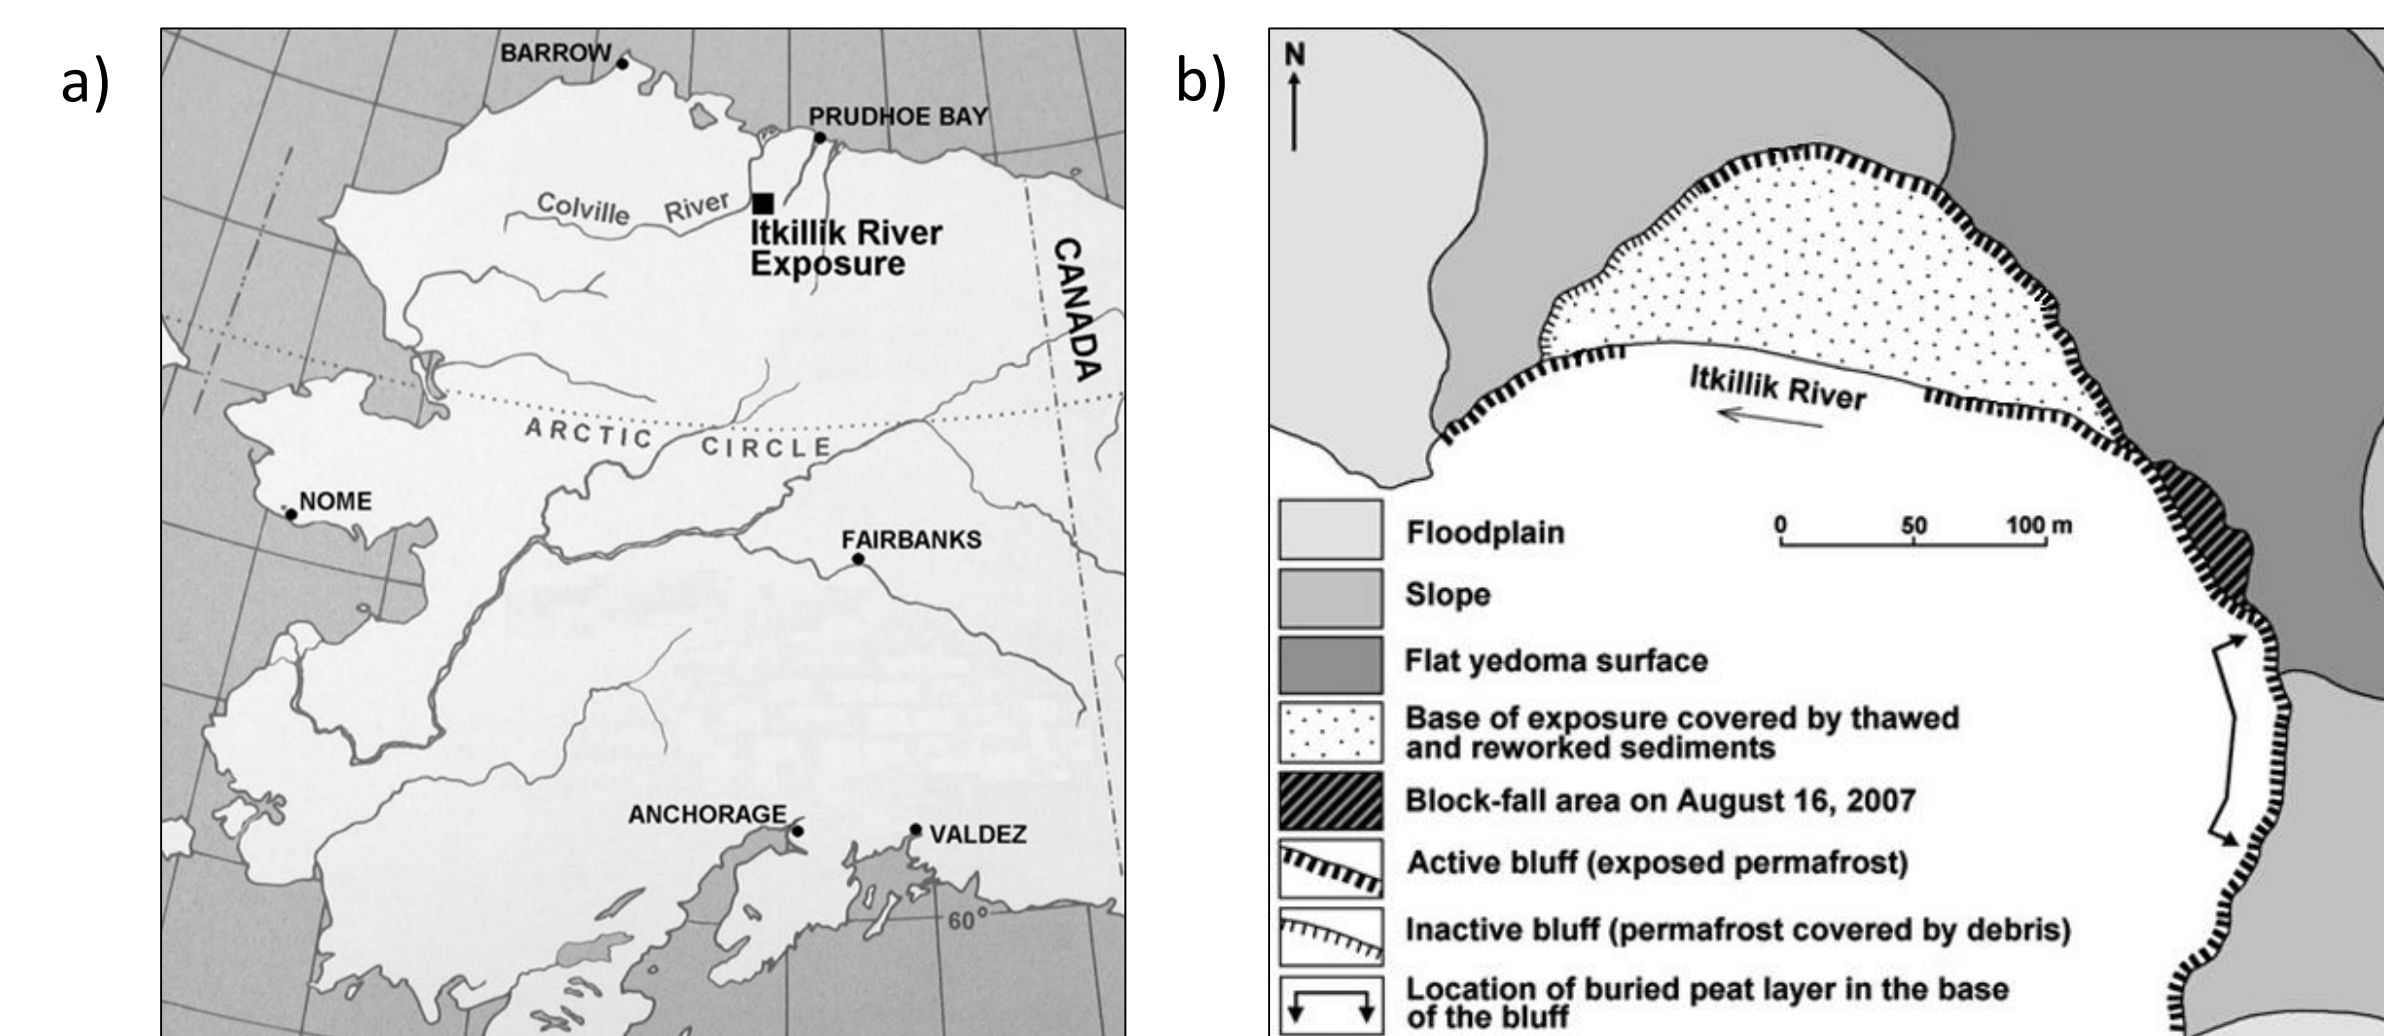 a)
BARROW
PRUDHOE BAY
Colville River
Itkillik River
Exposure
CANADA
ARCTIC CIRCLE
NOME
FAIRBANKS
ANCHORAGE
VALDEZ
60°
b)
N
Itkillik River
0 50 100 m
Floodplain
Slope
Flat yedoma surface
Base of exposure covered by thawed
and reworked sediments
Block-fall area on August 16, 2007
Active bluff (exposed permafrost)
Inactive bluff (permafrost covered by debris)
Location of buried peat layer in the base
of the bluff